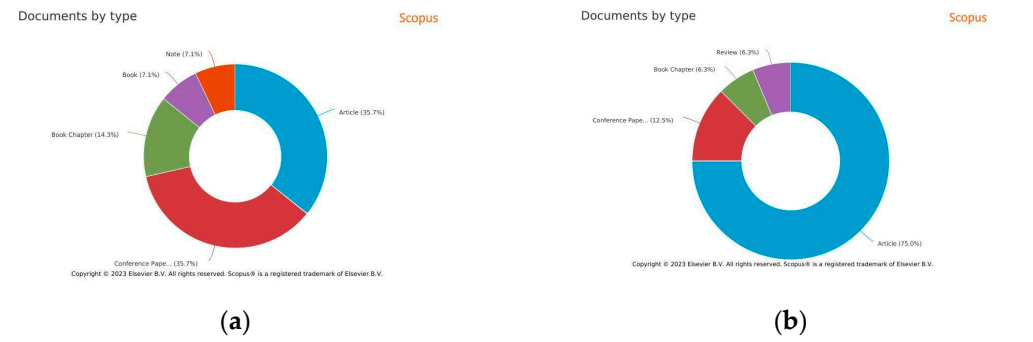 Documents by type
Scopus
Note (7.1%)
Book (7.1%)
Article (35.7%)
Book Chapter (14.3%)
Conference Pape... (35.7%)
Copyright © 2023 Elsevier B.V. All rights reserved. Scopus® is a registered trademark of Elsevier B.V.
(a)
Documents by type
Scopus
Review (6.3%)
Book Chapter (6.3%)
Conference Pape... (12.5%)
Article (75.0%)
Copyright © 2023 Elsevier B.V. All rights reserved. Scopus® is a registered trademark of Elsevier B.V.
(b)